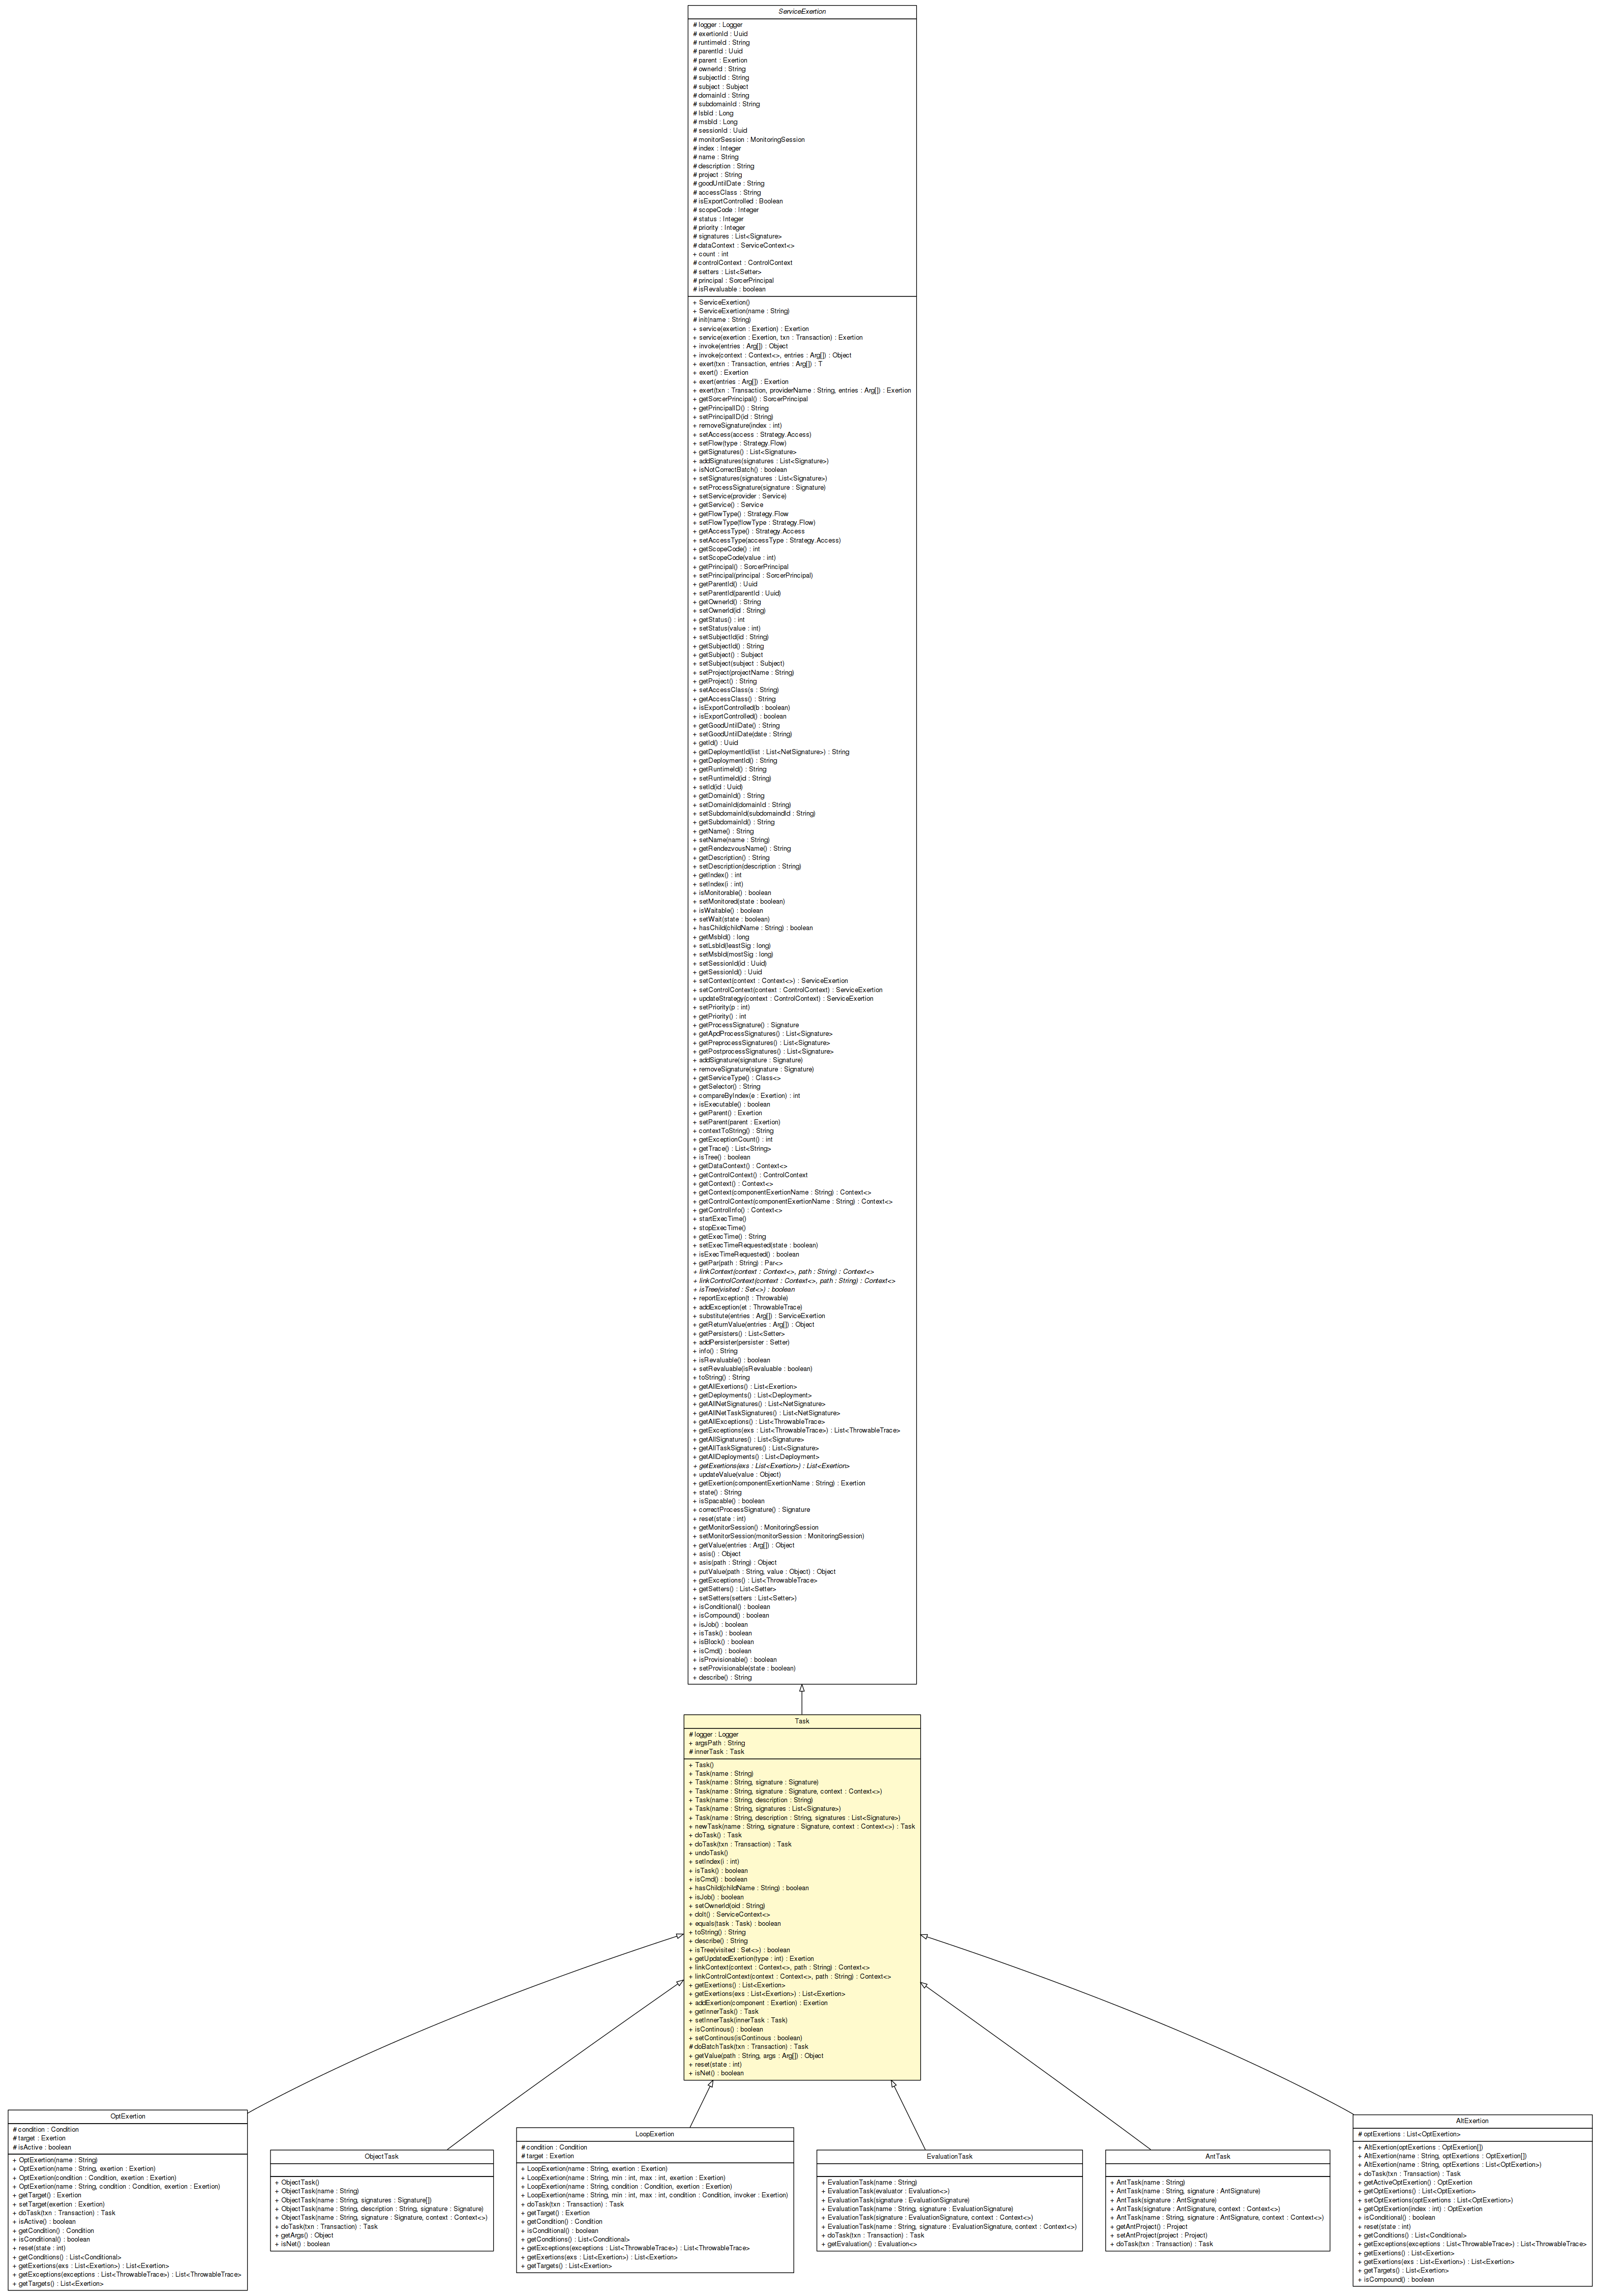 ServiceExertion
# logger : Logger
# exertionId : Uuid
# runtimeId : String
# parentId : Uuid
# parent : Exertion
# ownerId : String
# subjectId : String
# subject : Subject
# domainId : String
# subdomainId : String
# lsbId : Long
# msbId : Long
# sessionId : Uuid
# monitorSession : MonitoringSession
# index : Integer
# name : String
# description : String
# project : String
# goodUntilDate : String
# accessClass : String
# isExportControlled : Boolean
# scopeCode : Integer
# status : Integer
# priority : Integer
# signatures : List<Signature>
# dataContext : ServiceContext<>
+ count : int
# controlContext : ControlContext
# setters : List<Setter>
# principal : SorcerPrincipal
# isRevaluable : boolean
+ ServiceExertion()
+ ServiceExertion(name : String)
# init(name : String)
+ service(exertion : Exertion) : Exertion
+ service(exertion : Exertion, txn : Transaction) : Exertion
+ invoke(entries : Arg[]) : Object
+ invoke(context : Context<>, entries : Arg[]) : Object
+ exert(txn : Transaction, entries : Arg[]) : T
+ exert() : Exertion
+ exert(entries : Arg[]) : Exertion
+ exert(txn : Transaction, providerName : String, entries : Arg[]) : Exertion
+ getSorcerPrincipal() : SorcerPrincipal
+ getPrincipalID() : String
+ setPrincipalID(id : String)
+ removeSignature(index : int)
+ setAccess(access : Strategy.Access)
+ setFlow(type : Strategy.Flow)
+ getSignatures() : List<Signature>
+ addSignatures(signatures : List<Signature>)
+ isNotCorrectBatch() : boolean
+ setSignatures(signatures : List<Signature>)
+ setProcessSignature(signature : Signature)
+ setService(provider : Service)
+ getService() : Service
+ getFlowType() : Strategy.Flow
+ setFlowType(flowType : Strategy.Flow)
+ getAccessType() : Strategy.Access
+ setAccessType(accessType : Strategy.Access)
+ getScopeCode() : int
+ setScopeCode(value : int)
+ getPrincipal() : SorcerPrincipal
+ setPrincipal(principal : SorcerPrincipal)
+ getParentId() : Uuid
+ setParentId(parentId : Uuid)
+ getOwnerId() : String
+ setOwnerId(id : String)
+ getStatus() : int
+ setStatus(value : int)
+ setSubjectId(id : String)
+ getSubjectId() : String
+ getSubject() : Subject
+ setSubject(subject : Subject)
+ setProject(projectName : String)
+ getProject() : String
+ setAccessClass(s : String)
+ getAccessClass() : String
+ isExportControlled(b : boolean)
+ isExportControlled() : boolean
+ getGoodUntilDate() : String
+ setGoodUntilDate(date : String)
+ getId() : Uuid
+ getDeploymentId(list : List<NetSignature>) : String
+ getDeploymentId() : String
+ getRuntimeId() : String
+ setRuntimeId(id : String)
+ setId(id : Uuid)
+ getDomainId() : String
+ setDomainId(domainId : String)
+ setSubdomainId(subdomaindId : String)
+ getSubdomainId() : String
+ getName() : String
+ setName(name : String)
+ getRendezvousName() : String
+ getDescription() : String
+ setDescription(description : String)
+ getIndex() : int
+ setIndex(i : int)
+ isMonitorable() : boolean
+ setMonitored(state : boolean)
+ isWaitable() : boolean
+ setWait(state : boolean)
+ hasChild(childName : String) : boolean
+ getMsbId() : long
+ setLsbId(leastSig : long)
+ setMsbId(mostSig : long)
+ setSessionId(id : Uuid)
+ getSessionId() : Uuid
+ setContext(context : Context<>) : ServiceExertion
+ setControlContext(context : ControlContext) : ServiceExertion
+ updateStrategy(context : ControlContext) : ServiceExertion
+ setPriority(p : int)
+ getPriority() : int
+ getProcessSignature() : Signature
+ getApdProcessSignatures() : List<Signature>
+ getPreprocessSignatures() : List<Signature>
+ getPostprocessSignatures() : List<Signature>
+ addSignature(signature : Signature)
+ removeSignature(signature : Signature)
+ getServiceType() : Class<>
+ getSelector() : String
+ compareByIndex(e : Exertion) : int
+ isExecutable() : boolean
+ getParent() : Exertion
+ setParent(parent : Exertion)
+ contextToString() : String
+ getExceptionCount() : int
+ getTrace() : List<String>
+ isTree() : boolean
+ getDataContext() : Context<>
+ getControlContext() : ControlContext
+ getContext() : Context<>
+ getContext(componentExertionName : String) : Context<>
+ getControlContext(componentExertionName : String) : Context<>
+ getControlInfo() : Context<>
+ startExecTime()
+ stopExecTime()
+ getExecTime() : String
+ setExecTimeRequested(state : boolean)
+ isExecTimeRequested() : boolean
+ getPar(path : String) : Par<>
+ linkContext(context : Context<>, path : String) : Context<>
+ linkControlContext(context : Context<>, path : String) : Context<>
+ isTree(visited : Set<>) : boolean
+ reportException(t : Throwable)
+ addException(et : ThrowableTrace)
+ substitute(entries : Arg[]) : ServiceExertion
+ getReturnValue(entries : Arg[]) : Object
+ getPersisters() : List<Setter>
+ addPersister(persister : Setter)
+ info() : String
+ isRevaluable() : boolean
+ setRevaluable(isRevaluable : boolean)
+ toString() : String
+ getAllExertions() : List<Exertion>
+ getDeployments() : List<Deployment>
+ getAllNetSignatures() : List<NetSignature>
+ getAllNetTaskSignatures() : List<NetSignature>
+ getAllExceptions() : List<ThrowableTrace>
+ getExceptions(exs : List<ThrowableTrace>) : List<ThrowableTrace>
+ getAllSignatures() : List<Signature>
+ getAllTaskSignatures() : List<Signature>
+ getAllDeployments() : List<Deployment>
+ getExertions(exs : List<Exertion>) : List<Exertion>
+ updateValue(value : Object)
+ getExertion(componentExertionName : String) : Exertion
+ state() : String
+ isSpacable() : boolean
+ correctProcessSignature() : Signature
+ reset(state : int)
+ getMonitorSession() : MonitoringSession
+ setMonitorSession(monitorSession : MonitoringSession)
+ getValue(entries : Arg[]) : Object
+ asis() : Object
+ asis(path : String) : Object
+ putValue(path : String, value : Object) : Object
+ getExceptions() : List<ThrowableTrace>
+ getSetters() : List<Setter>
+ setSetters(setters : List<Setter>)
+ isConditional() : boolean
+ isCompound() : boolean
+ isJob() : boolean
+ isTask() : boolean
+ isBlock() : boolean
+ isCmd() : boolean
+ isProvisionable() : boolean
+ setProvisionable(state : boolean)
+ describe() : String
Task
# logger : Logger
+ argsPath : String
# innerTask : Task
+ Task()
+ Task(name : String)
+ Task(name : String, signature : Signature)
+ Task(name : String, signature : Signature, context : Context<>)
+ Task(name : String, description : String)
+ Task(name : String, signatures : List<Signature>)
+ Task(name : String, description : String, signatures : List<Signature>)
+ newTask(name : String, signature : Signature, context : Context<>) : Task
+ doTask() : Task
+ doTask(txn : Transaction) : Task
+ undoTask()
+ setIndex(i : int)
+ isTask() : boolean
+ isCmd() : boolean
+ hasChild(childName : String) : boolean
+ isJob() : boolean
+ setOwnerId(oid : String)
+ doIt() : ServiceContext<>
+ equals(task : Task) : boolean
+ toString() : String
+ describe() : String
+ isTree(visited : Set<>) : boolean
+ getUpdatedExertion(type : int) : Exertion
+ linkContext(context : Context<>, path : String) : Context<>
+ linkControlContext(context : Context<>, path : String) : Context<>
+ getExertions() : List<Exertion>
+ getExertions(exs : List<Exertion>) : List<Exertion>
+ addExertion(component : Exertion) : Exertion
+ getInnerTask() : Task
+ setInnerTask(innerTask : Task)
+ isContinous() : boolean
+ setContinous(isContinous : boolean)
# doBatchTask(txn : Transaction) : Task
+ getValue(path : String, args : Arg[]) : Object
+ reset(state : int)
+ isNet() : boolean
OptExertion
# condition : Condition
# target : Exertion
# isActive : boolean
+ OptExertion(name : String)
+ OptExertion(name : String, exertion : Exertion)
+ OptExertion(condition : Condition, exertion : Exertion)
+ OptExertion(name : String, condition : Condition, exertion : Exertion)
+ getTarget() : Exertion
+ setTarget(exertion : Exertion)
+ doTask(txn : Transaction) : Task
+ isActive() : boolean
+ getCondition() : Condition
+ isConditional() : boolean
+ reset(state : int)
+ getConditions() : List<Conditional>
+ getExertions(exs : List<Exertion>) : List<Exertion>
+ getExceptions(exceptions : List<ThrowableTrace>) : List<ThrowableTrace>
+ getTargets() : List<Exertion>
ObjectTask
+ ObjectTask()
+ ObjectTask(name : String)
+ ObjectTask(name : String, signatures : Signature[])
+ ObjectTask(name : String, description : String, signature : Signature)
+ ObjectTask(name : String, signature : Signature, context : Context<>)
+ doTask(txn : Transaction) : Task
+ getArgs() : Object
+ isNet() : boolean
LoopExertion
# condition : Condition
# target : Exertion
+ LoopExertion(name : String, exertion : Exertion)
+ LoopExertion(name : String, min : int, max : int, exertion : Exertion)
+ LoopExertion(name : String, condition : Condition, exertion : Exertion)
+ LoopExertion(name : String, min : int, max : int, condition : Condition, invoker : Exertion)
+ doTask(txn : Transaction) : Task
+ getTarget() : Exertion
+ getCondition() : Condition
+ isConditional() : boolean
+ getConditions() : List<Conditional>
+ getExceptions(exceptions : List<ThrowableTrace>) : List<ThrowableTrace>
+ getExertions(exs : List<Exertion>) : List<Exertion>
+ getTargets() : List<Exertion>
EvaluationTask
+ EvaluationTask(name : String)
+ EvaluationTask(evaluator : Evaluation<>)
+ EvaluationTask(signature : EvaluationSignature)
+ EvaluationTask(name : String, signature : EvaluationSignature)
+ EvaluationTask(signature : EvaluationSignature, context : Context<>)
+ EvaluationTask(name : String, signature : EvaluationSignature, context : Context<>)
+ doTask(txn : Transaction) : Task
+ getEvaluation() : Evaluation<>
AntTask
+ AntTask(name : String)
+ AntTask(name : String, signature : AntSignature)
+ AntTask(signature : AntSignature)
+ AntTask(signature : AntSignature, context : Context<>)
+ AntTask(name : String, signature : AntSignature, context : Context<>)
+ getAntProject() : Project
+ setAntProject(project : Project)
+ doTask(txn : Transaction) : Task
AltExertion
# optExertions : List<OptExertion>
+ AltExertion(optExertions : OptExertion[])
+ AltExertion(name : String, optExertions : OptExertion[])
+ AltExertion(name : String, optExertions : List<OptExertion>)
+ doTask(txn : Transaction) : Task
+ getActiveOptExertion() : OptExertion
+ getOptExertions() : List<OptExertion>
+ setOptExertions(optExertions : List<OptExertion>)
+ getOptExertion(index : int) : OptExertion
+ isConditional() : boolean
+ reset(state : int)
+ getConditions() : List<Conditional>
+ getExceptions(exceptions : List<ThrowableTrace>) : List<ThrowableTrace>
+ getExertions() : List<Exertion>
+ getExertions(exs : List<Exertion>) : List<Exertion>
+ getTargets() : List<Exertion>
+ isCompound() : boolean